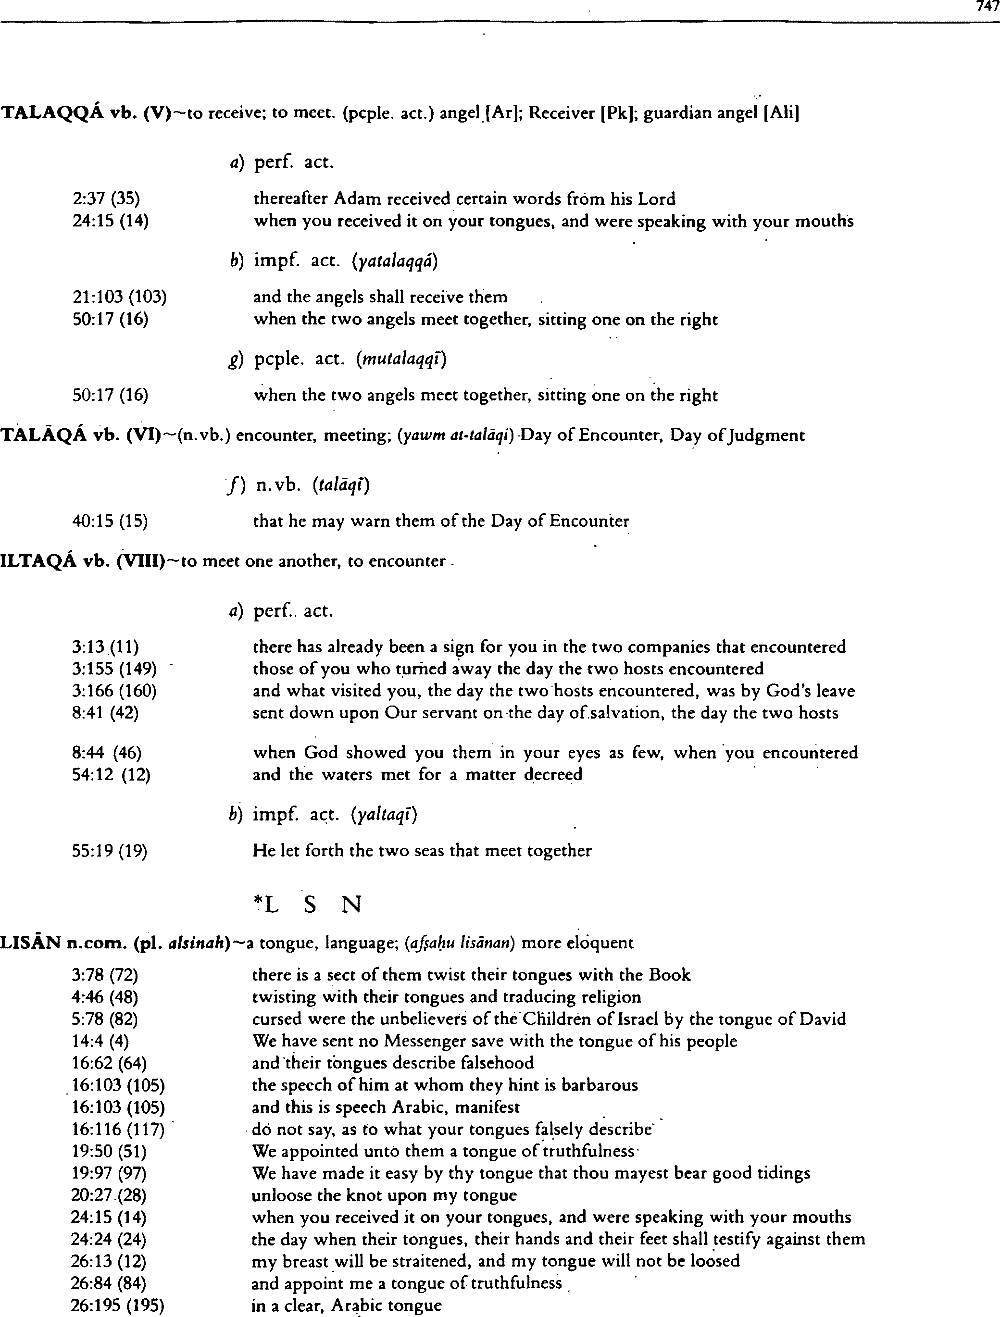 747
TALAQQÁ vb. (V)~to receive; to meet. (pcple. act.) angel [Ar]; Receiver [Pk]; guardian angel [Ali]
a) perf. act.
2:37 (35) thereafter Adam received certain words from his Lord
24:15 (14) when you received it on your tongues, and were speaking with your mouths
b) impf. act. (yatalaqqá)
21:103 (103) and the angels shall receive them
50:17 (16) when the two angels meet together, sitting one on the right
g) pcple. act. (mutalaqqī)
50:17 (16) when the two angels meet together, sitting one on the right
TALĀQÁ vb. (VI)~(n.vb.) encounter, meeting; (yawm at-talāqi) Day of Encounter, Day of Judgment
f) n.vb. (talāqī)
40:15 (15) that he may warn them of the Day of Encounter
ILTAQÁ vb. (VIII)~to meet one another, to encounter
a) perf. act.
3:13 (11) there has already been a sign for you in the two companies that encountered
3:155 (149) those of you who turned away the day the two hosts encountered
3:166 (160) and what visited you, the day the two hosts encountered, was by God's leave
8:41 (42) sent down upon Our servant on the day of salvation, the day the two hosts
8:44 (46) when God showed you them in your eyes as few, when you encountered
54:12 (12) and the waters met for a matter decreed
b) impf. act. (yaltaqī)
55:19 (19) He let forth the two seas that meet together
*L S N
LISĀN n.com. (pl. alsinah)~a tongue, language; (afṣaḥu lisānan) more eloquent
3:78 (72) there is a sect of them twist their tongues with the Book
4:46 (48) twisting with their tongues and traducing religion
5:78 (82) cursed were the unbelievers of the Children of Israel by the tongue of David
14:4 (4) We have sent no Messenger save with the tongue of his people
16:62 (64) and their tongues describe falsehood
16:103 (105) the speech of him at whom they hint is barbarous
16:103 (105) and this is speech Arabic, manifest
16:116 (117) do not say, as to what your tongues falsely describe
19:50 (51) We appointed unto them a tongue of truthfulness
19:97 (97) We have made it easy by thy tongue that thou mayest bear good tidings
20:27 (28) unloose the knot upon my tongue
24:15 (14) when you received it on your tongues, and were speaking with your mouths
24:24 (24) the day when their tongues, their hands and their feet shall testify against them
26:13 (12) my breast will be straitened, and my tongue will not be loosed
26:84 (84) and appoint me a tongue of truthfulness
26:195 (195) in a clear, Arabic tongue